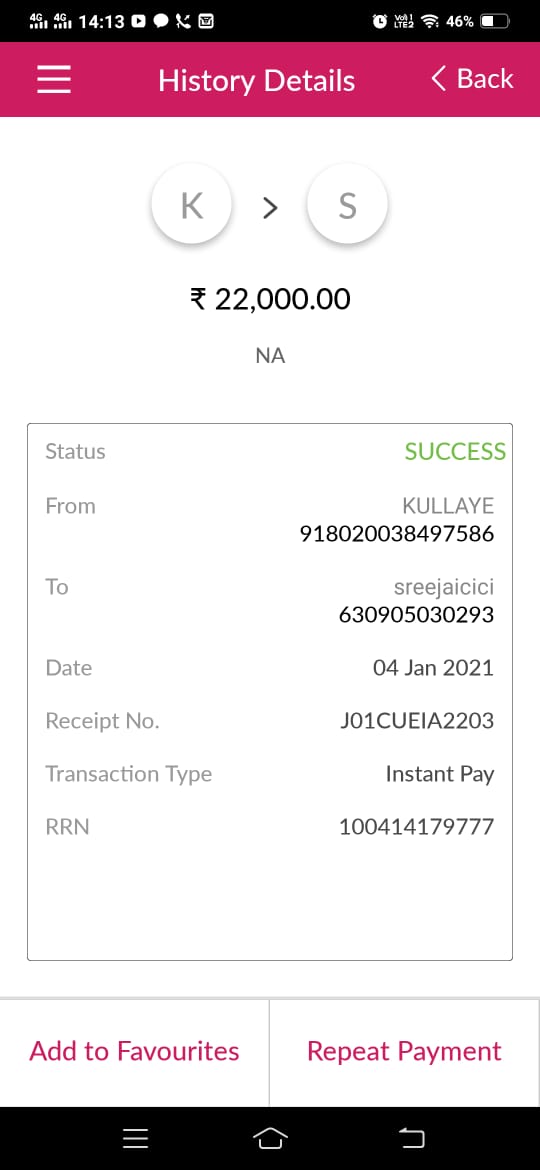 4G 4G 14:13 46%
History Details
Back
K > S
₹ 22,000.00
NA
Status SUCCESS
From KULLAYE
918020038497586
To sreejaicici
630905030293
Date 04 Jan 2021
Receipt No. J01CUEIA2203
Transaction Type Instant Pay
RRN 100414179777
Add to Favourites Repeat Payment